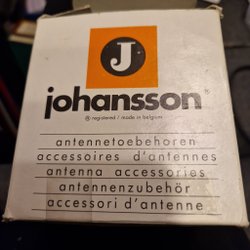 J
johansson®
® registered / made in belgium
antennetoebehoren
accessoires d'antennes
antenna accessories
antennenzubehör
accessori d'antenne